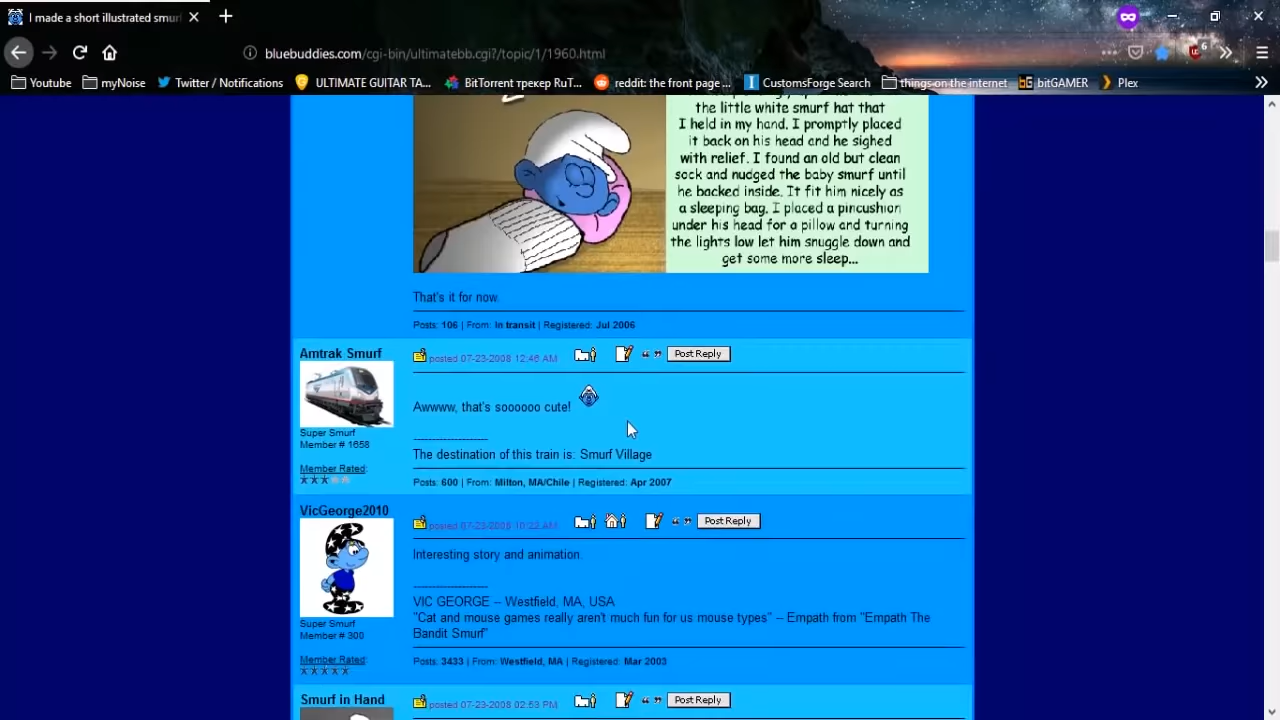 I made a short illustrated smurf
bluebuddies.com/cgi-bin/ultimatebb.cgi?/topic/1/1960.html
6
Youtube
myNoise
Twitter / Notifications
ULTIMATE GUITAR TA...
BitTorrent трекер RuT...
reddit: the front page ...
CustomsForge Search
things on the internet
bitGAMER
Plex
the little white smurf hat that
I held in my hand. I promptly placed
it back on his head and he sighed
with relief. I found an old but clean
sock and nudged the baby smurf until
he backed inside. It fit him nicely as
a sleeping bag. I placed a pincushion
under his head for a pillow and turning
the lights low let him snuggle down and
get some more sleep...
That's it for now.
Posts: 106 | From: In transit | Registered: Jul 2006
Amtrak Smurf
Super Smurf
Member # 1658
Member Rated:
posted 07-23-2008 12:46 AM
Post Reply
Awwww, that's soooooo cute!
--------------------
The destination of this train is: Smurf Village
Posts: 600 | From: Milton, MA/Chile | Registered: Apr 2007
VicGeorge2010
Super Smurf
Member # 300
Member Rated:
posted 07-23-2008 10:22 AM
Post Reply
Interesting story and animation.
--------------------
VIC GEORGE -- Westfield, MA, USA
"Cat and mouse games really aren't much fun for us mouse types" -- Empath from "Empath The
Bandit Smurf"
Posts: 3433 | From: Westfield, MA | Registered: Mar 2003
Smurf in Hand
posted 07-23-2008 02:53 PM
Post Reply